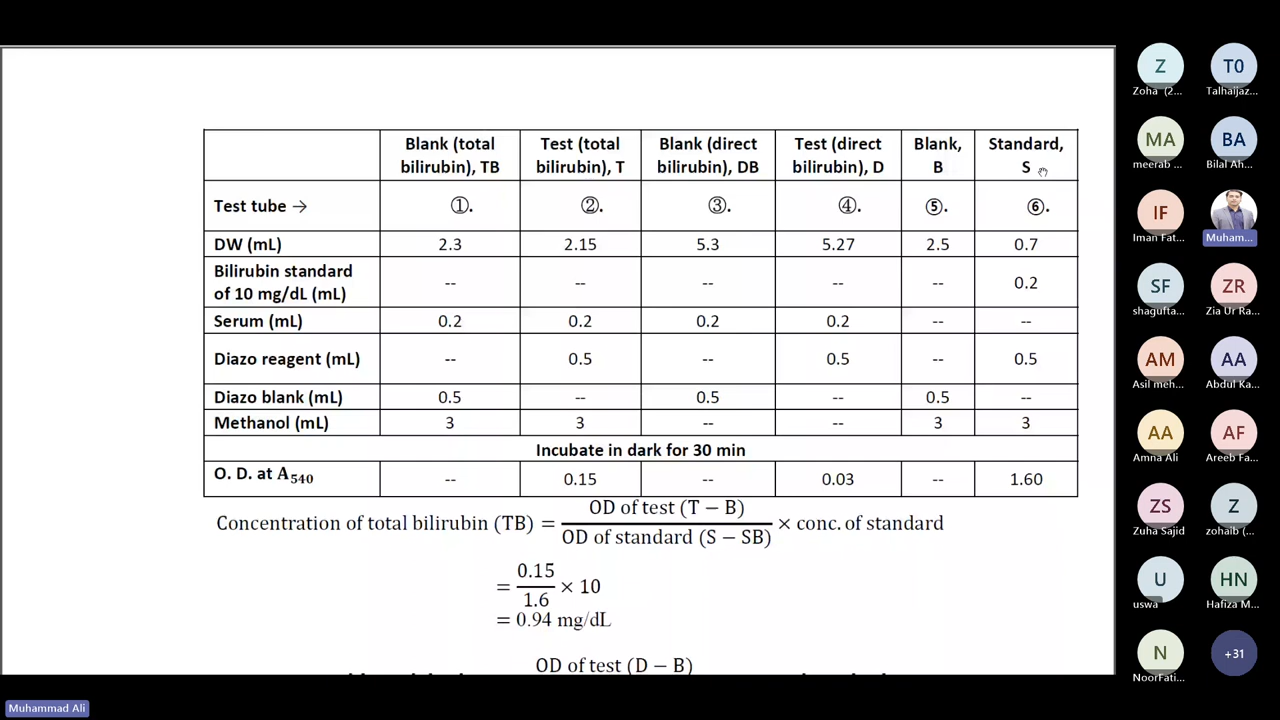 Blank (total bilirubin), TB | Test (total bilirubin), T | Blank (direct bilirubin), DB | Test (direct bilirubin), D | Blank, B | Standard, S
Test tube → | ①. | ②. | ③. | ④. | ⑤. | ⑥.
DW (mL) | 2.3 | 2.15 | 5.3 | 5.27 | 2.5 | 0.7
Bilirubin standard of 10 mg/dL (mL) | -- | -- | -- | -- | -- | 0.2
Serum (mL) | 0.2 | 0.2 | 0.2 | 0.2 | -- | --
Diazo reagent (mL) | -- | 0.5 | -- | 0.5 | -- | 0.5
Diazo blank (mL) | 0.5 | -- | 0.5 | -- | 0.5 | --
Methanol (mL) | 3 | 3 | -- | -- | 3 | 3
Incubate in dark for 30 min
O. D. at A₅₄₀ | -- | 0.15 | -- | 0.03 | -- | 1.60
Concentration of total bilirubin (TB) = OD of test (T − B) / OD of standard (S − SB) × conc. of standard
= 0.15 / 1.6 × 10
= 0.94 mg/dL
OD of test (D − B)
Z
Zoha (2...
T0
Talhaijaz...
MA
meerab ...
BA
Bilal Ah...
IF
Iman Fat...
Muham...
SF
shagufta...
ZR
Zia Ur Ra...
AM
Asil meh...
AA
Abdul Ka...
AA
Amna Ali
AF
Areeb Fa...
ZS
Zuha Sajid
Z
zohaib (...
U
uswa
HN
Hafiza M...
N
NoorFati...
+31
Muhammad Ali